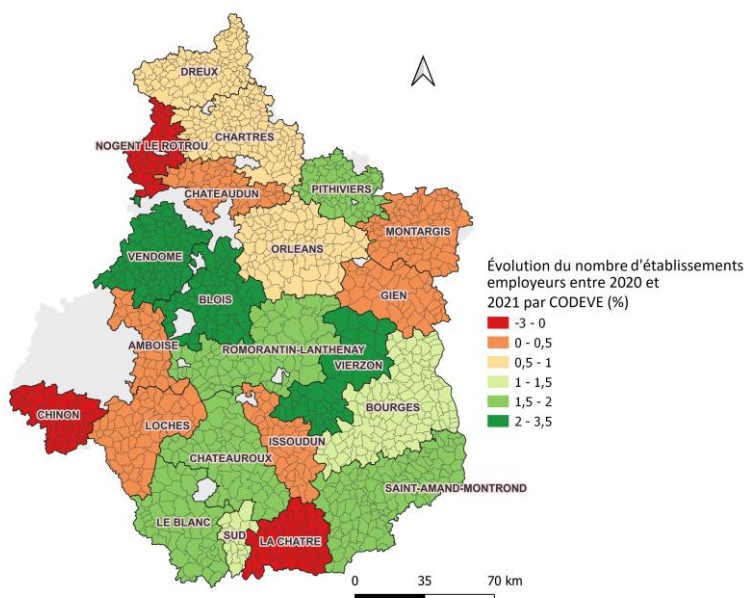 DREUX
CHARTRES
NOGENT LE ROTROU
CHATEAUDUN
PITHIVIERS
MONTARGIS
ORLEANS
VENDOME
Évolution du nombre d'établissements
employeurs entre 2020 et
2021 par CODEVE (%)
-3 - 0
0 - 0,5
0,5 - 1
1 - 1,5
1,5 - 2
2 - 3,5
GIEN
BLOIS
AMBOISE
ROMORANTIN-LANTHENAY
VIERZON
BOURGES
CHINON
LOCHES
ISSOUDUN
CHATEAUROUX
SAINT-AMAND-MONTROND
LE BLANC
SUD
LA CHATRE
0 35 70 km